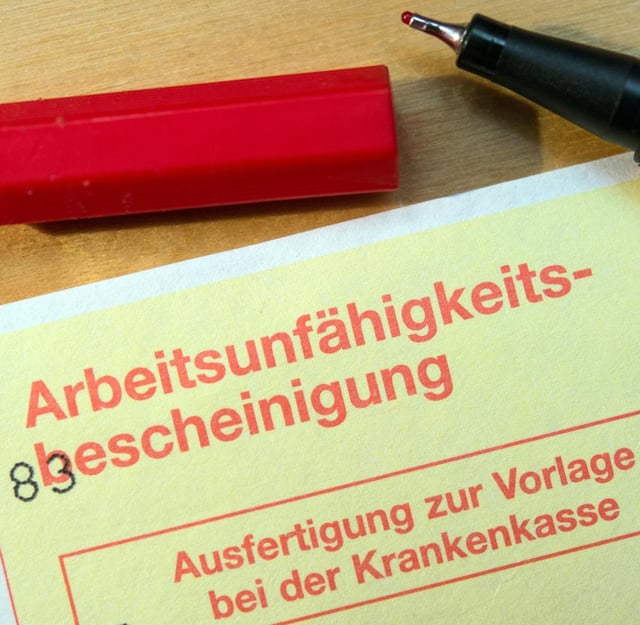 Arbeitsunfähigkeits-
bescheinigung
83
Ausfertigung zur Vorlage
bei der Krankenkasse